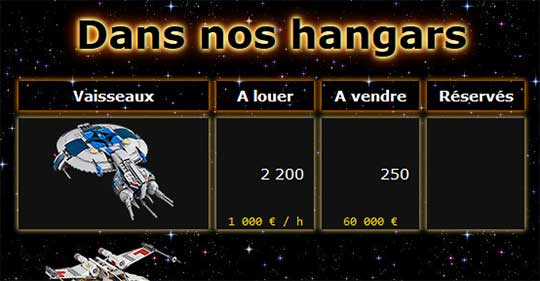 Dans nos hangars
Vaisseaux A louer A vendre Réservés
2 200 250
1 000 € / h 60 000 €